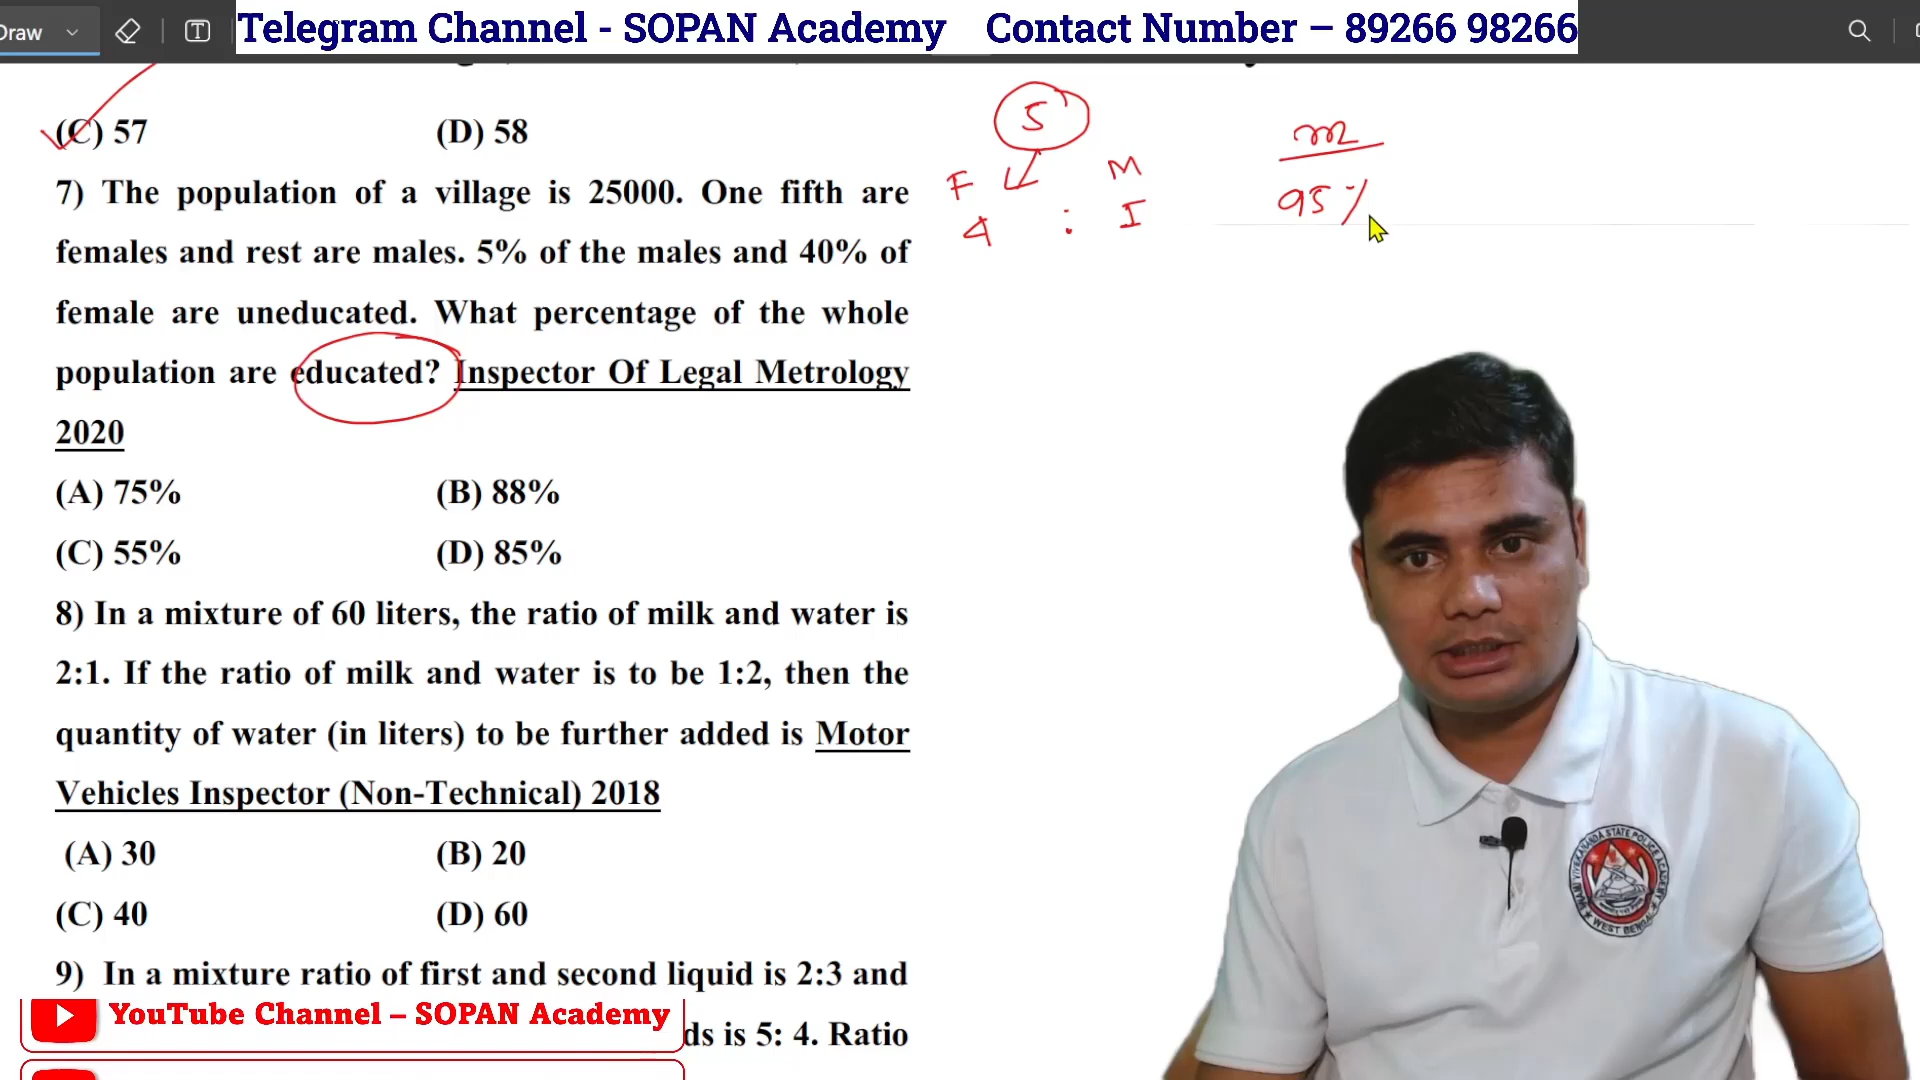 Draw
Telegram Channel - SOPAN Academy Contact Number – 89266 98266
(C) 57 (D) 58
7) The population of a village is 25000. One fifth are
females and rest are males. 5% of the males and 40% of
female are uneducated. What percentage of the whole
population are educated? Inspector Of Legal Metrology
2020
(A) 75% (B) 88%
(C) 55% (D) 85%
8) In a mixture of 60 liters, the ratio of milk and water is
2:1. If the ratio of milk and water is to be 1:2, then the
quantity of water (in liters) to be further added is Motor
Vehicles Inspector (Non-Technical) 2018
(A) 30 (B) 20
(C) 40 (D) 60
9) In a mixture ratio of first and second liquid is 2:3 and
ds is 5: 4. Ratio
YouTube Channel – SOPAN Academy
5
F M
4 : 1
m
95%
WEST BENGAL